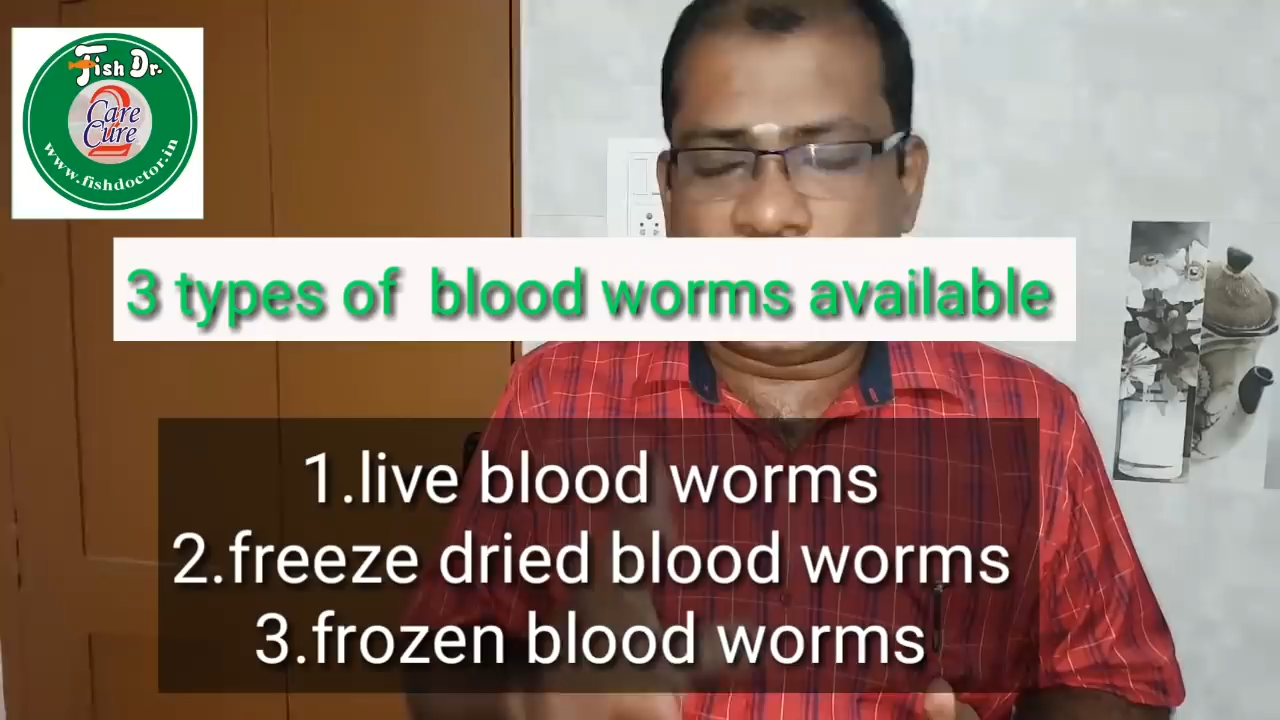 Fish Dr.
2
Care
Cure
www.fishdoctor.in
3 types of blood worms available
1.live blood worms
2.freeze dried blood worms
3.frozen blood worms